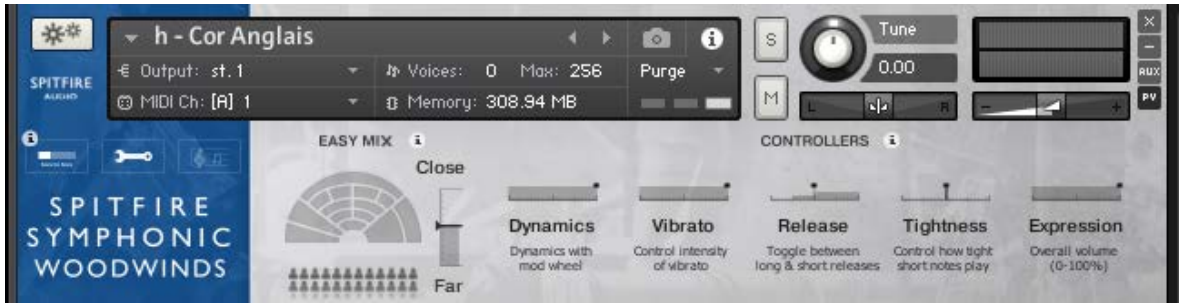 h - Cor Anglais
i
S
Tune
X
SPITFIRE
AUDIO
Output: st. 1
Voices: 0 Max: 256
Purge
0.00
–
AUX
MIDI Ch: [A] 1
Memory: 308.94 MB
M
L
R
-
+
PV
i
EASY MIX i
CONTROLLERS i
Close
SPITFIRE
SYMPHONIC
WOODWINDS
Dynamics
Vibrato
Release
Tightness
Expression
Dynamics with
mod wheel
Control intensity
of vibrato
Toggle between
long & short releases
Control how tight
short notes play
Overall volume
(0-100%)
Far